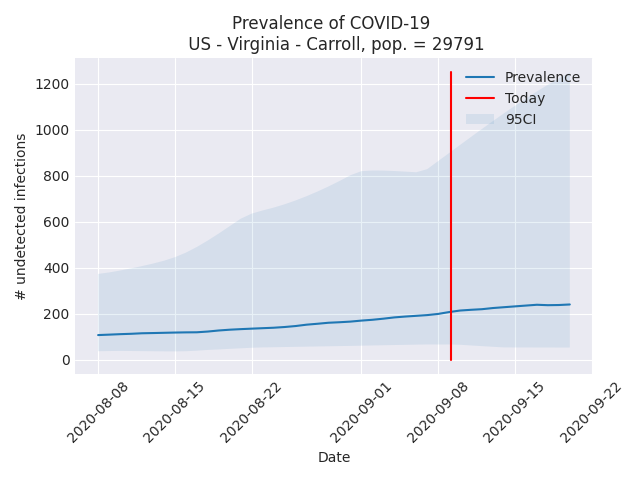 Prevalence of COVID-19
US - Virginia - Carroll, pop. = 29791
Prevalence
Today
95CI
# undetected infections
1200
1000
800
600
400
200
0
2020-08-08
2020-08-15
2020-08-22
2020-09-01
2020-09-08
2020-09-15
2020-09-22
Date